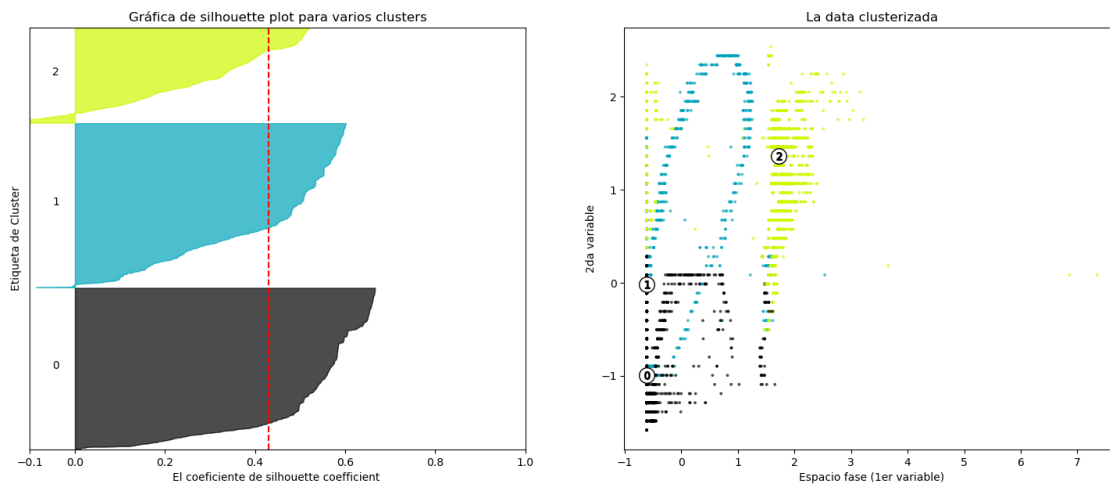 Gráfica de silhouette plot para varios clusters
Etiqueta de Cluster
2
1
0
-0.1 0.0 0.2 0.4 0.6 0.8 1.0
El coeficiente de silhouette coefficient
La data clusterizada
2da variable
2
1
0
−1
2
1
0
-1 0 1 2 3 4 5 6 7
Espacio fase (1er variable)